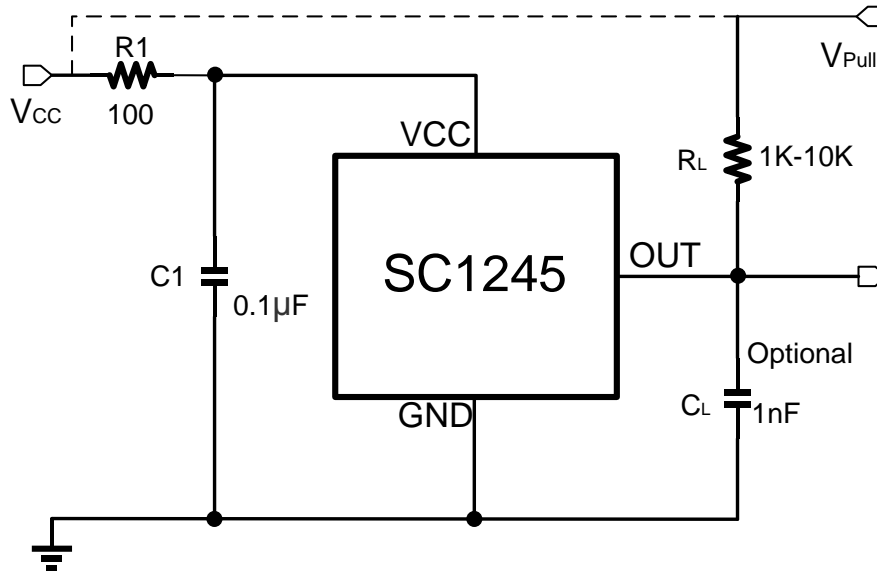 R1
VCC
100
VPull
VCC
RL 1K-10K
C1
0.1µF
SC1245
OUT
Optional
CL
1nF
GND